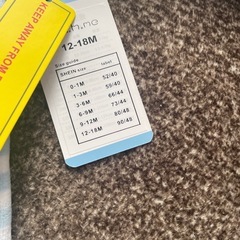 KEEP AWAY FROM
12-18M
Size guide
SHEIN size label
0-1M 52/40
1-3M 59/40
3-6M 66/44
6-9M 73/44
9-12M 80/48
12-18M 90/48